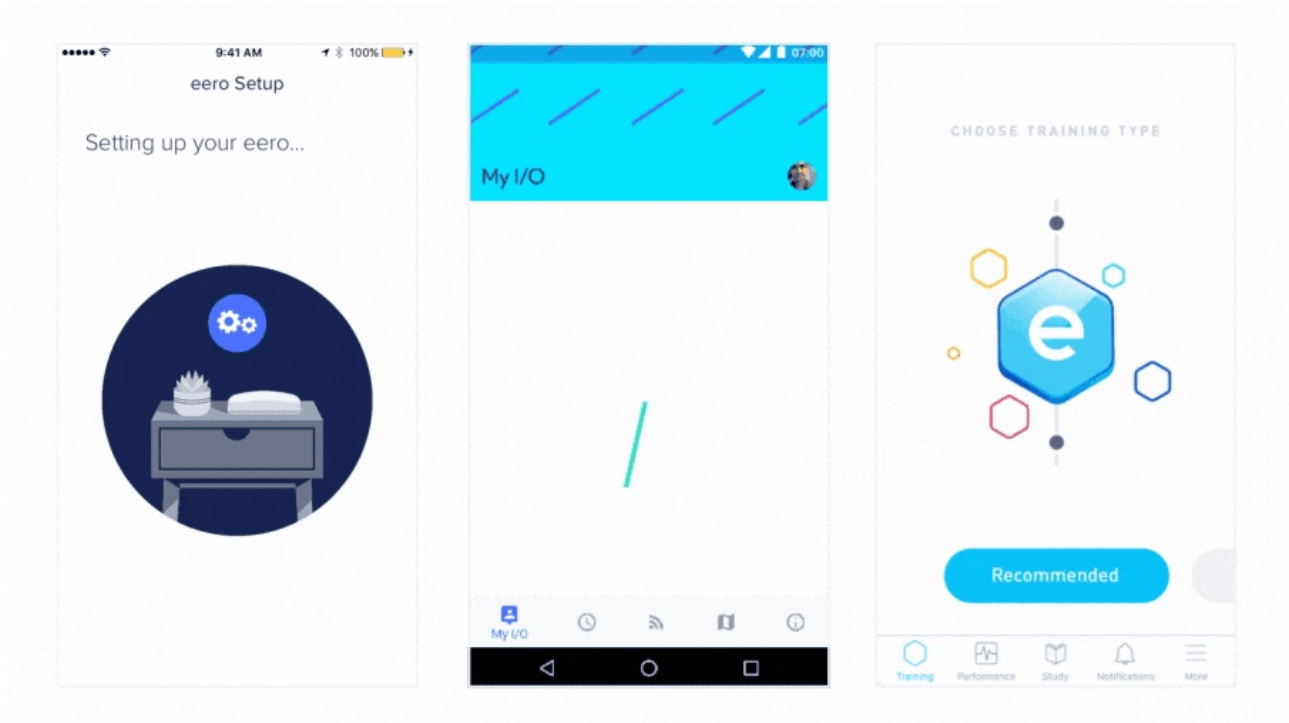 9:41 AM
100%
eero Setup
Setting up your eero...
07:00
My I/O
My I/O
CHOOSE TRAINING TYPE
e
Recommended
Training
Performance
Study
Notifications
More